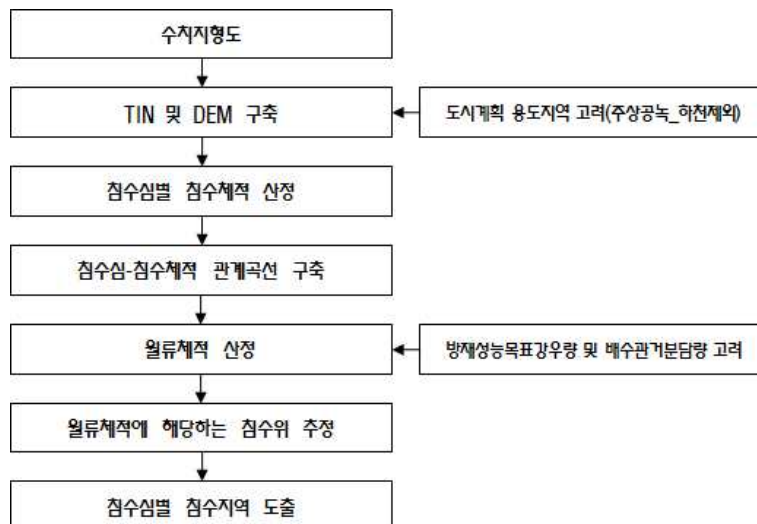 수치지형도
TIN 및 DEM 구축
도시계획 용도지역 고려(주상공녹_하천제외)
침수심별 침수체적 산정
침수심-침수체적 관계곡선 구축
월류체적 산정
방재성능목표강우량 및 배수관거분담량 고려
월류체적에 해당하는 침수위 추정
침수심별 침수지역 도출